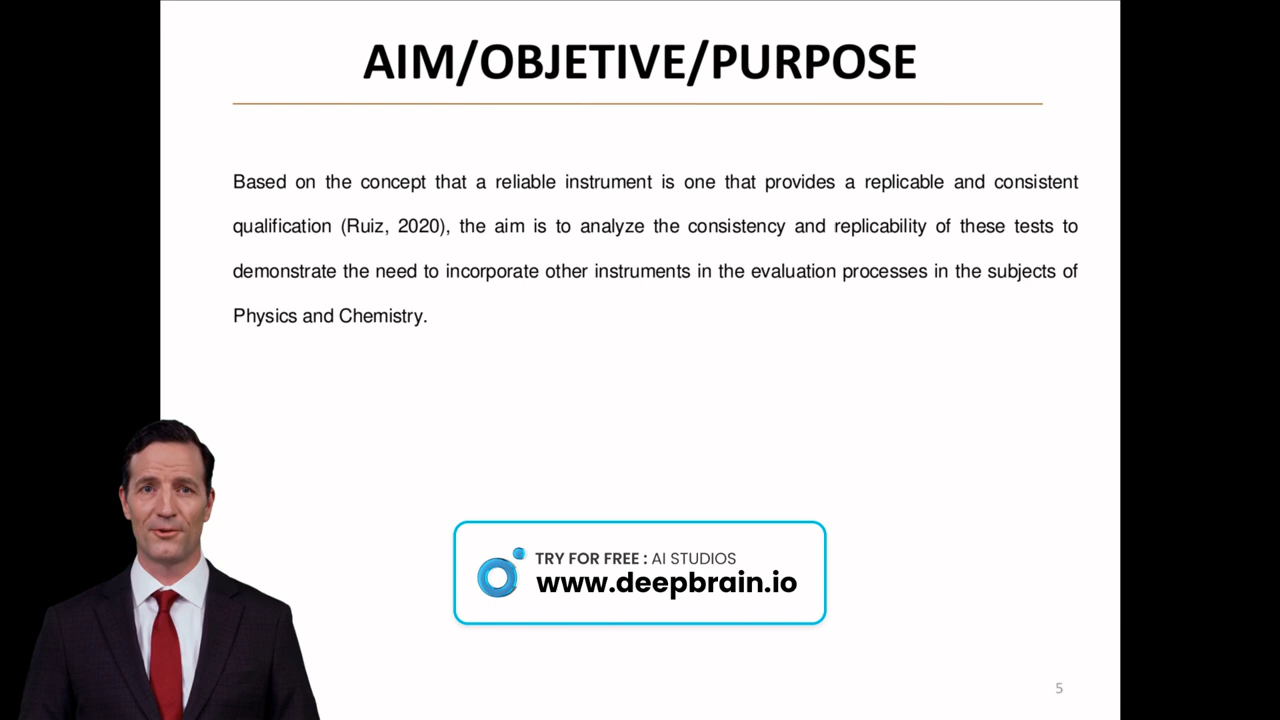 AIM/OBJETIVE/PURPOSE
Based on the concept that a reliable instrument is one that provides a replicable and consistent
qualification (Ruiz, 2020), the aim is to analyze the consistency and replicability of these tests to
demonstrate the need to incorporate other instruments in the evaluation processes in the subjects of
Physics and Chemistry.
TRY FOR FREE : AI STUDIOS
www.deepbrain.io
5